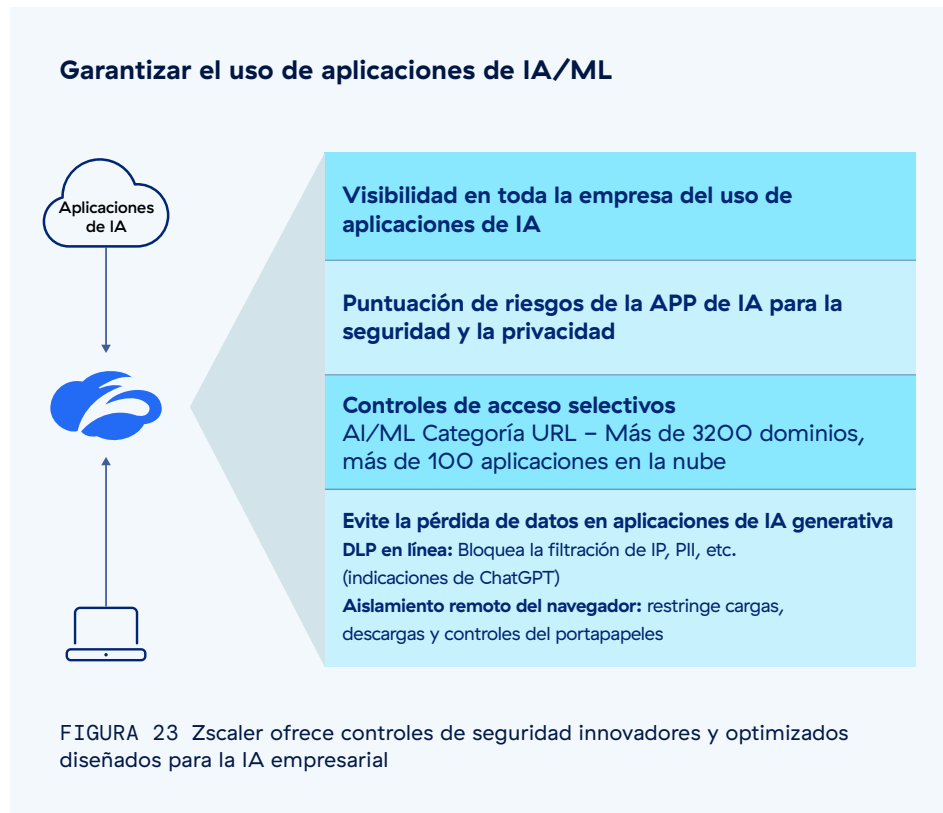 Garantizar el uso de aplicaciones de IA/ML
Aplicaciones
de IA
Visibilidad en toda la empresa del uso de
aplicaciones de IA
Puntuación de riesgos de la APP de IA para la
seguridad y la privacidad
Controles de acceso selectivos
AI/ML Categoría URL – Más de 3200 dominios,
más de 100 aplicaciones en la nube
Evite la pérdida de datos en aplicaciones de IA generativa
DLP en línea: Bloquea la filtración de IP, PII, etc.
(indicaciones de ChatGPT)
Aislamiento remoto del navegador: restringe cargas,
descargas y controles del portapapeles
FIGURA 23 Zscaler ofrece controles de seguridad innovadores y optimizados
diseñados para la IA empresarial